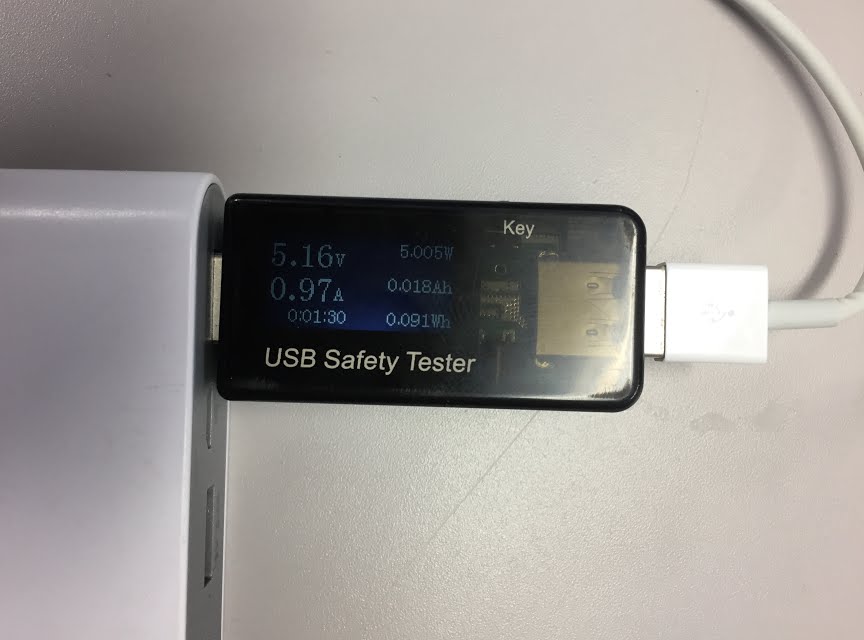 Key
5.16V 5.005W
0.97A 0.018Ah
0:01:30 0.091Wh
USB Safety Tester